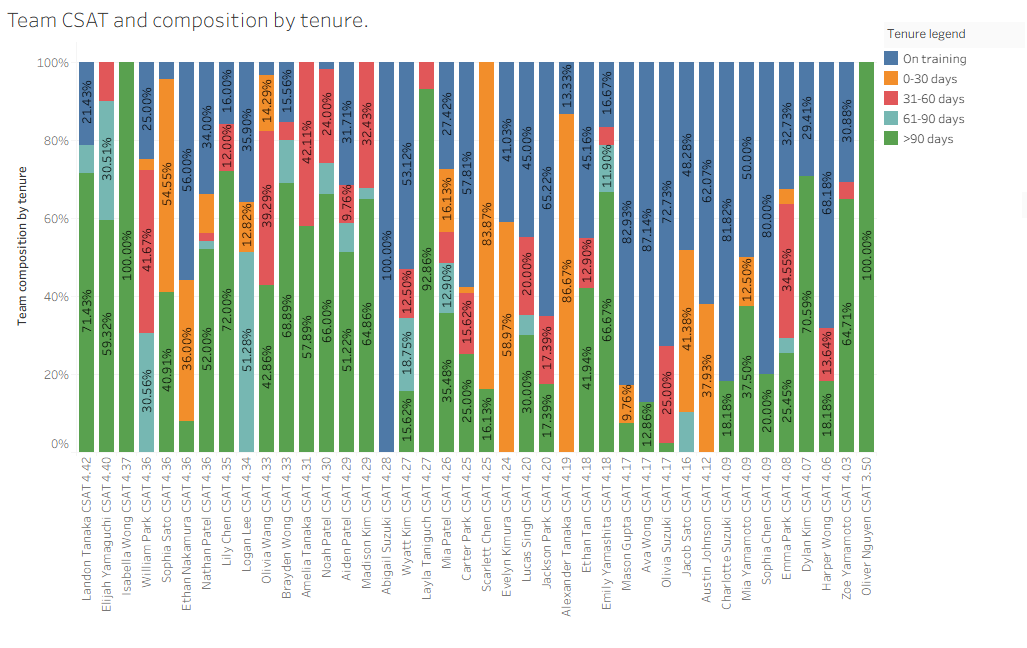 Team CSAT and composition by tenure.
Tenure legend
On training
0-30 days
31-60 days
61-90 days
>90 days
Team composition by tenure
100%
80%
60%
40%
20%
0%
71.43%
21.43%
59.32%
30.51%
100.00%
30.56%
41.67%
25.00%
40.91%
54.55%
36.00%
56.00%
52.00%
34.00%
72.00%
12.00%
16.00%
51.28%
12.82%
35.90%
42.86%
39.29%
14.29%
68.89%
15.56%
57.89%
42.11%
66.00%
24.00%
51.22%
9.76%
31.71%
64.86%
32.43%
100.00%
15.62%
18.75%
12.50%
53.12%
92.86%
35.48%
12.90%
16.13%
27.42%
25.00%
15.62%
57.81%
16.13%
83.87%
58.97%
41.03%
30.00%
20.00%
45.00%
17.39%
17.39%
65.22%
86.67%
13.33%
41.94%
12.90%
45.16%
66.67%
11.90%
16.67%
9.76%
82.93%
12.86%
87.14%
25.00%
72.73%
41.38%
48.28%
37.93%
62.07%
18.18%
81.82%
37.50%
12.50%
50.00%
20.00%
80.00%
25.45%
34.55%
32.73%
70.59%
29.41%
18.18%
13.64%
68.18%
64.71%
30.88%
100.00%
Landon Tanaka CSAT 4.42
Elijah Yamaguchi CSAT 4.40
Isabella Wong CSAT 4.37
William Park CSAT 4.36
Sophia Sato CSAT 4.36
Ethan Nakamura CSAT 4.36
Nathan Patel CSAT 4.36
Lily Chen CSAT 4.35
Logan Lee CSAT 4.34
Olivia Wang CSAT 4.33
Brayden Wong CSAT 4.33
Amelia Tanaka CSAT 4.31
Noah Patel CSAT 4.30
Aiden Patel CSAT 4.29
Madison Kim CSAT 4.29
Abigail Suzuki CSAT 4.28
Wyatt Kim CSAT 4.27
Layla Taniguchi CSAT 4.27
Mia Patel CSAT 4.26
Carter Park CSAT 4.25
Scarlett Chen CSAT 4.25
Evelyn Kimura CSAT 4.24
Lucas Singh CSAT 4.20
Jackson Park CSAT 4.20
Alexander Tanaka CSAT 4.19
Ethan Tan CSAT 4.18
Emily Yamashita CSAT 4.18
Mason Gupta CSAT 4.17
Ava Wong CSAT 4.17
Olivia Suzuki CSAT 4.17
Jacob Sato CSAT 4.16
Austin Johnson CSAT 4.12
Charlotte Suzuki CSAT 4.09
Mia Yamamoto CSAT 4.09
Sophia Chen CSAT 4.09
Emma Park CSAT 4.08
Dylan Kim CSAT 4.07
Harper Wong CSAT 4.06
Zoe Yamamoto CSAT 4.03
Oliver Nguyen CSAT 3.50